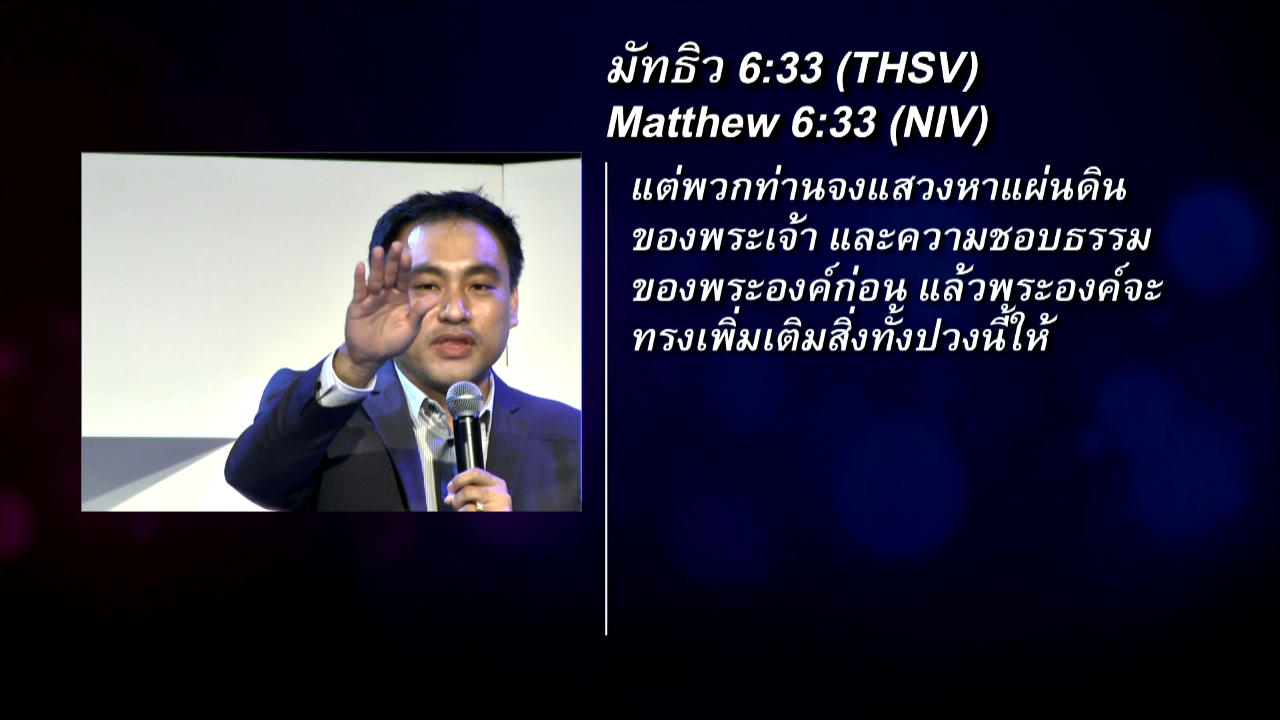 มัทธิว 6:33 (THSV)
Matthew 6:33 (NIV)
แต่พวกท่านจงแสวงหาแผ่นดิน
ของพระเจ้า และความชอบธรรม
ของพระองค์ก่อน แล้วพระองค์จะ
ทรงเพิ่มเติมสิ่งทั้งปวงนี้ให้